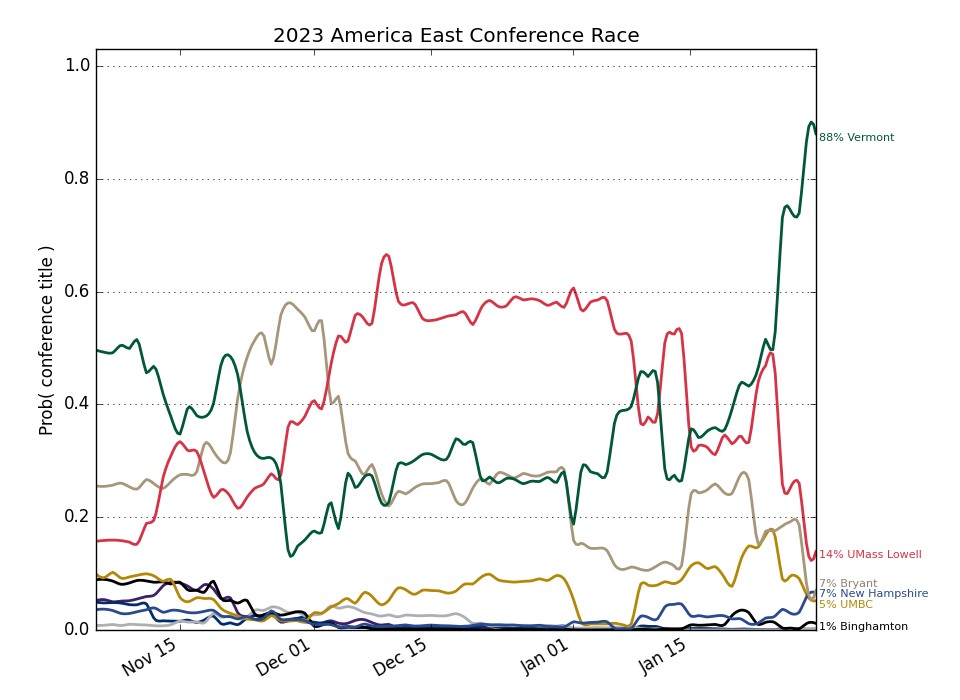 2023 America East Conference Race
Prob( conference title )
1.0
0.8
0.6
0.4
0.2
0.0
Nov 15
Dec 01
Dec 15
Jan 01
Jan 15
88% Vermont
14% UMass Lowell
7% Bryant
7% New Hampshire
5% UMBC
1% Binghamton